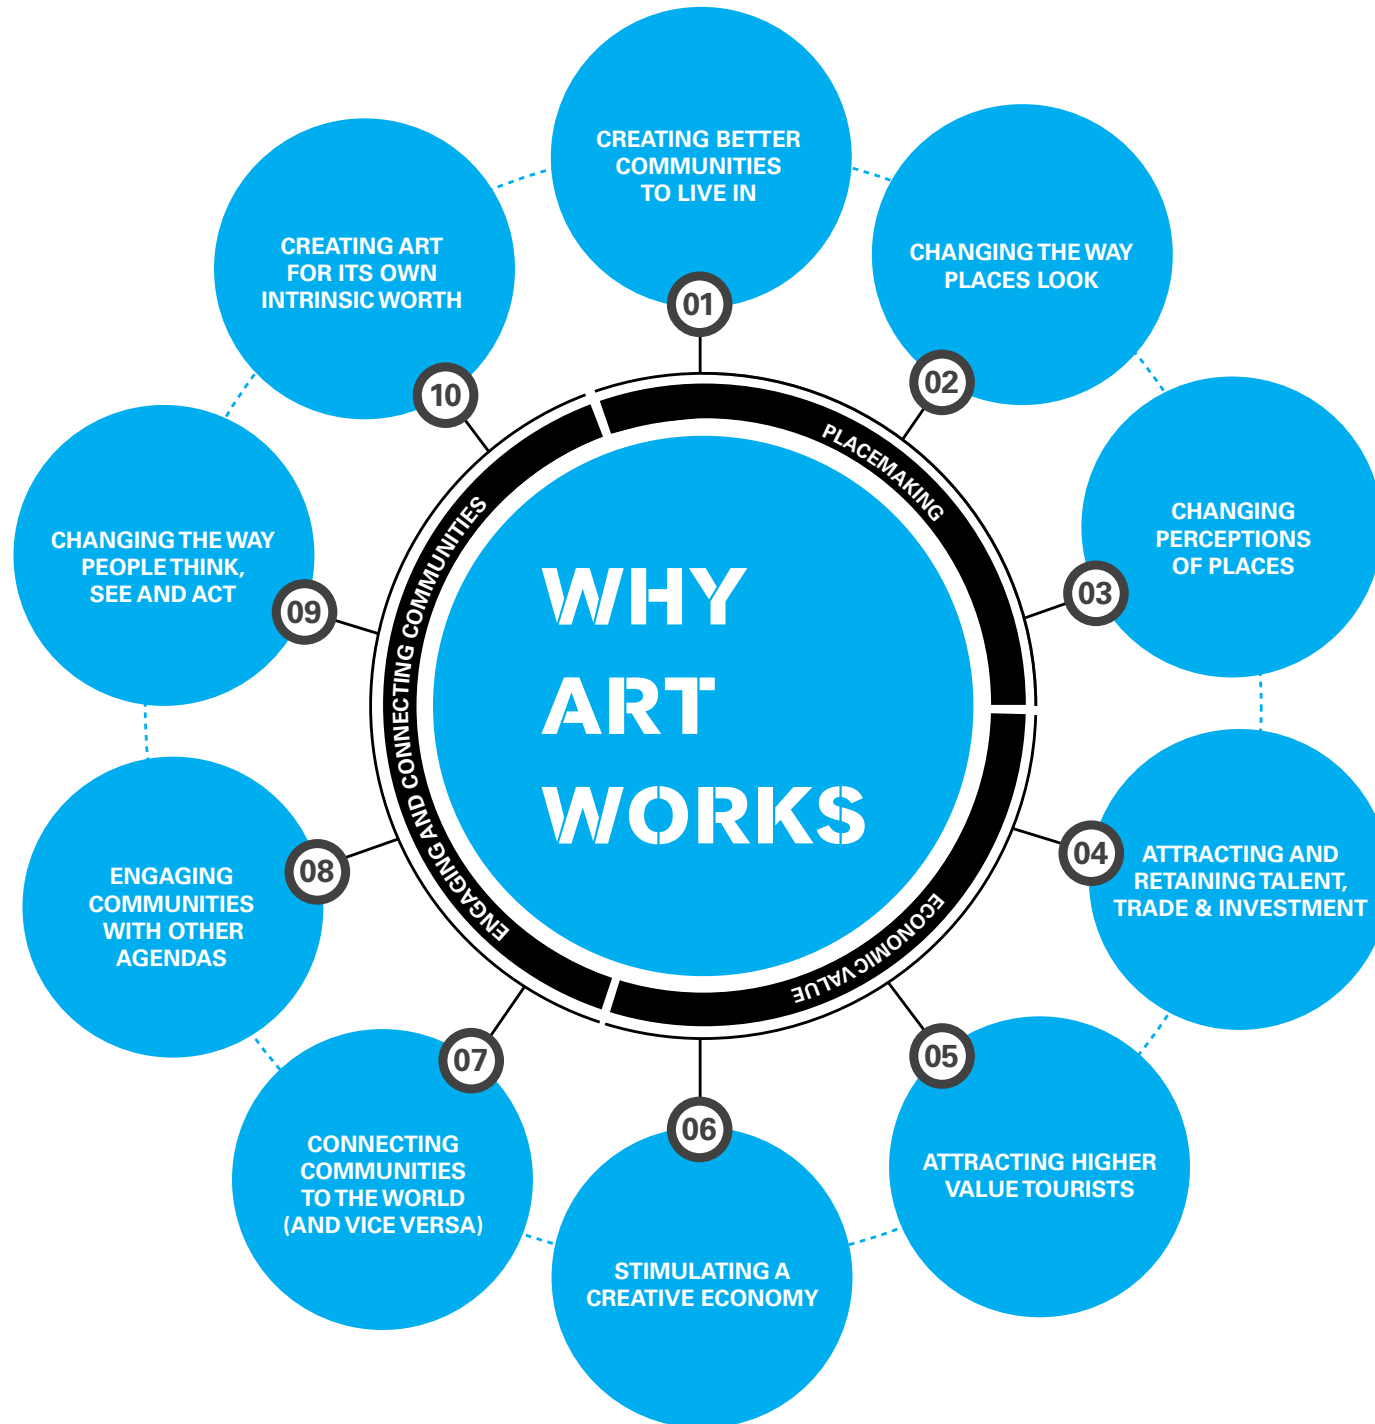 WHY
ART
WORKS
PLACEMAKING
ECONOMIC VALUE
ENGAGING AND CONNECTING COMMUNITIES
01
CREATING BETTER
COMMUNITIES
TO LIVE IN
02
CHANGING THE WAY
PLACES LOOK
03
CHANGING
PERCEPTIONS
OF PLACES
04
ATTRACTING AND
RETAINING TALENT,
TRADE & INVESTMENT
05
ATTRACTING HIGHER
VALUE TOURISTS
06
STIMULATING A
CREATIVE ECONOMY
07
CONNECTING
COMMUNITIES
TO THE WORLD
(AND VICE VERSA)
08
ENGAGING
COMMUNITIES
WITH OTHER
AGENDAS
09
CHANGING THE WAY
PEOPLE THINK,
SEE AND ACT
10
CREATING ART
FOR ITS OWN
INTRINSIC WORTH